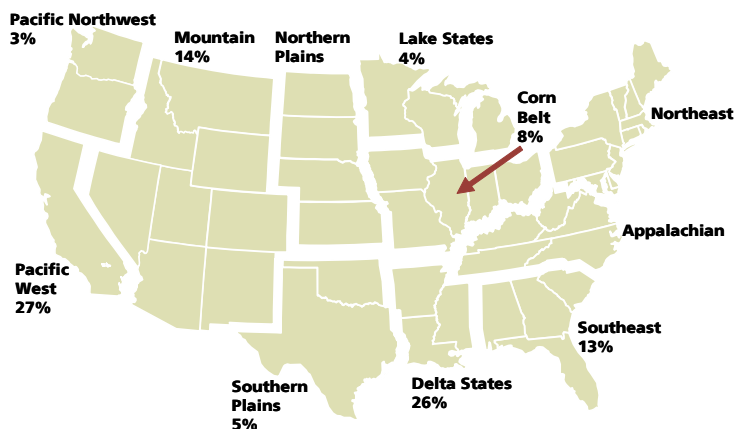 Pacific Northwest
3%
Mountain
14%
Northern
Plains
Lake States
4%
Corn
Belt
8%
Northeast
Appalachian
Pacific
West
27%
Southeast
13%
Southern
Plains
5%
Delta States
26%